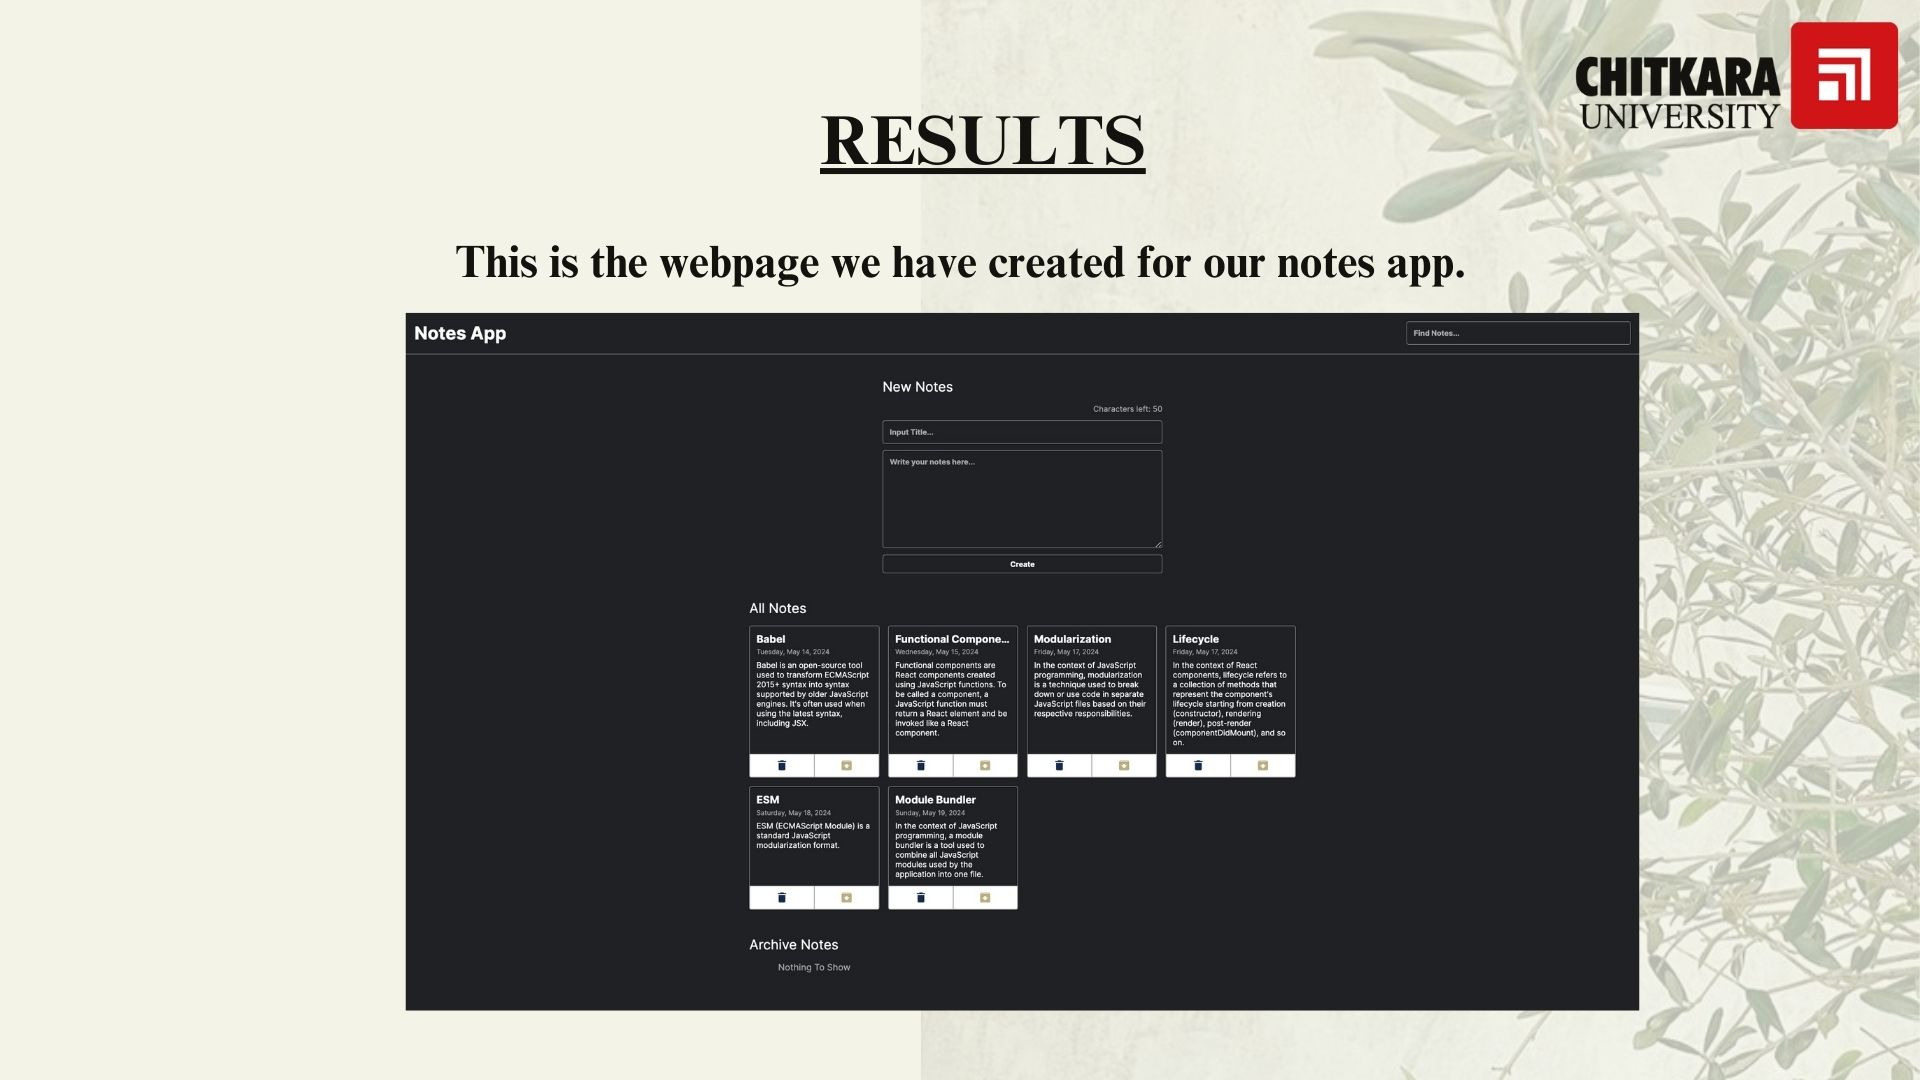 CHITKARA
UNIVERSITY
RESULTS
This is the webpage we have created for our notes app.
Notes App
Find Notes...
New Notes
Characters left: 50
Input Title...
Write your notes here...
Create
All Notes
Babel
Tuesday, May 14, 2024
Babel is an open-source tool
used to transform ECMAScript
2015+ syntax into syntax
supported by older JavaScript
engines. It's often used when
using the latest syntax,
including JSX.
Functional Compone...
Wednesday, May 15, 2024
Functional components are
React components created
using JavaScript functions. To
be called a component, a
JavaScript function must
return a React element and be
invoked like a React
component.
Modularization
Friday, May 17, 2024
In the context of JavaScript
programming, modularization
is a technique used to break
down or use code in separate
JavaScript files based on their
respective responsibilities.
Lifecycle
Friday, May 17, 2024
In the context of React
components, lifecycle refers to
a collection of methods that
represent the component's
lifecycle starting from creation
(constructor), rendering
(render), post-render
(componentDidMount), and so
on.
ESM
Saturday, May 18, 2024
ESM (ECMAScript Module) is a
standard JavaScript
modularization format.
Module Bundler
Sunday, May 19, 2024
In the context of JavaScript
programming, a module
bundler is a tool used to
combine all JavaScript
modules used by the
application into one file.
Archive Notes
Nothing To Show